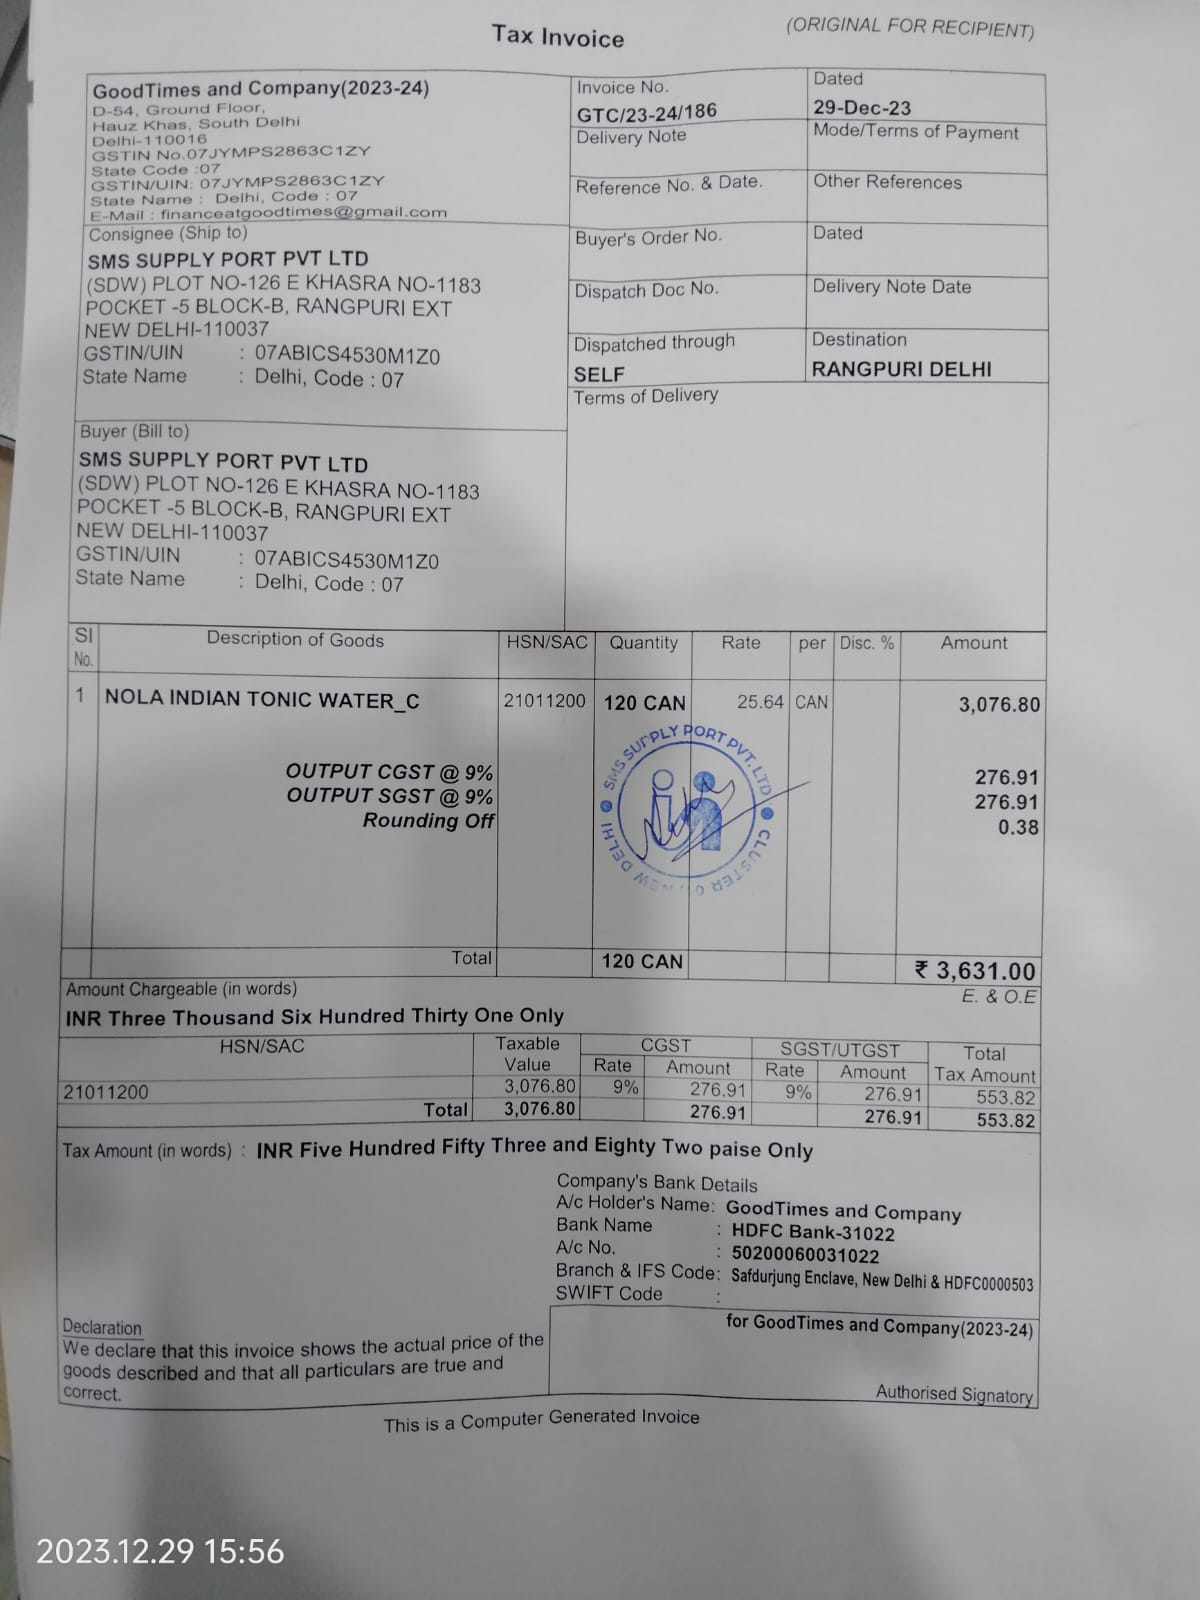 Tax Invoice
(ORIGINAL FOR RECIPIENT)
GoodTimes and Company(2023-24)
D-54, Ground Floor,
Hauz Khas, South Delhi
Delhi-110016
GSTIN No.07JYMPS2863C1ZY
State Code :07
GSTIN/UIN: 07JYMPS2863C1ZY
State Name : Delhi, Code : 07
E-Mail : financeatgoodtimes@gmail.com
Invoice No.
GTC/23-24/186
Dated
29-Dec-23
Delivery Note
Mode/Terms of Payment
Reference No. & Date.
Other References
Buyer's Order No.
Dated
Dispatch Doc No.
Delivery Note Date
Dispatched through
SELF
Destination
RANGPURI DELHI
Terms of Delivery
Consignee (Ship to)
SMS SUPPLY PORT PVT LTD
(SDW) PLOT NO-126 E KHASRA NO-1183
POCKET -5 BLOCK-B, RANGPURI EXT
NEW DELHI-110037
GSTIN/UIN : 07ABICS4530M1Z0
State Name : Delhi, Code : 07
Buyer (Bill to)
SMS SUPPLY PORT PVT LTD
(SDW) PLOT NO-126 E KHASRA NO-1183
POCKET -5 BLOCK-B, RANGPURI EXT
NEW DELHI-110037
GSTIN/UIN : 07ABICS4530M1Z0
State Name : Delhi, Code : 07
Sl No. Description of Goods HSN/SAC Quantity Rate per Disc. % Amount
1 NOLA INDIAN TONIC WATER_C 21011200 120 CAN 25.64 CAN 3,076.80
OUTPUT CGST @ 9% 276.91
OUTPUT SGST @ 9% 276.91
Rounding Off 0.38
SMS SUPPLY PORT PVT. LTD.
CLUSTER
NEW DELHI
Total 120 CAN ₹ 3,631.00
Amount Chargeable (in words) E. & O.E
INR Three Thousand Six Hundred Thirty One Only
HSN/SAC Taxable Value CGST SGST/UTGST Total Tax Amount
Rate Amount Rate Amount
21011200 3,076.80 9% 276.91 9% 276.91 553.82
Total 3,076.80 276.91 276.91 553.82
Tax Amount (in words) : INR Five Hundred Fifty Three and Eighty Two paise Only
Company's Bank Details
A/c Holder's Name: GoodTimes and Company
Bank Name : HDFC Bank-31022
A/c No. : 50200060031022
Branch & IFS Code: Safdurjung Enclave, New Delhi & HDFC0000503
SWIFT Code :
Declaration
We declare that this invoice shows the actual price of the
goods described and that all particulars are true and
correct.
for GoodTimes and Company(2023-24)
Authorised Signatory
This is a Computer Generated Invoice
2023.12.29 15:56